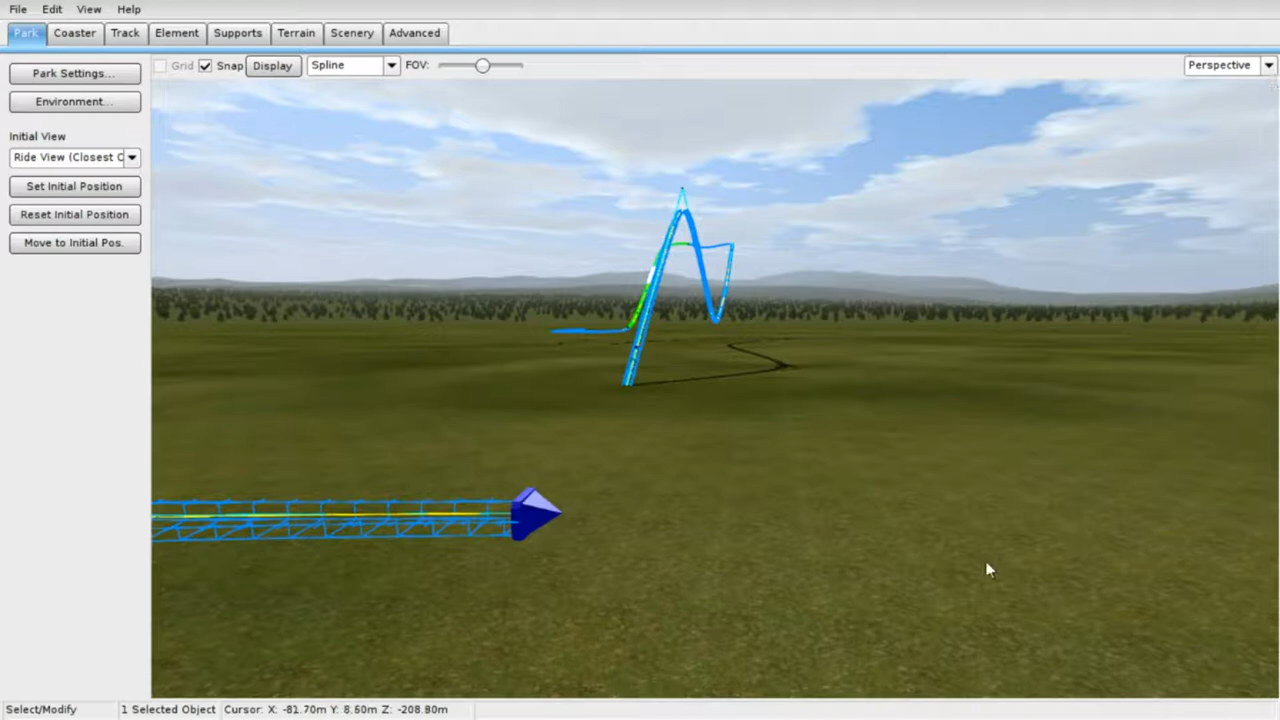 File Edit View Help
Park Coaster Track Element Supports Terrain Scenery Advanced
Grid Snap Display Spline FOV: Perspective
Park Settings...
Environment...
Initial View
Ride View (Closest C
Set Initial Position
Reset Initial Position
Move to Initial Pos.
Select/Modify 1 Selected Object Cursor: X: -81.70m Y: 8.60m Z: -208.80m